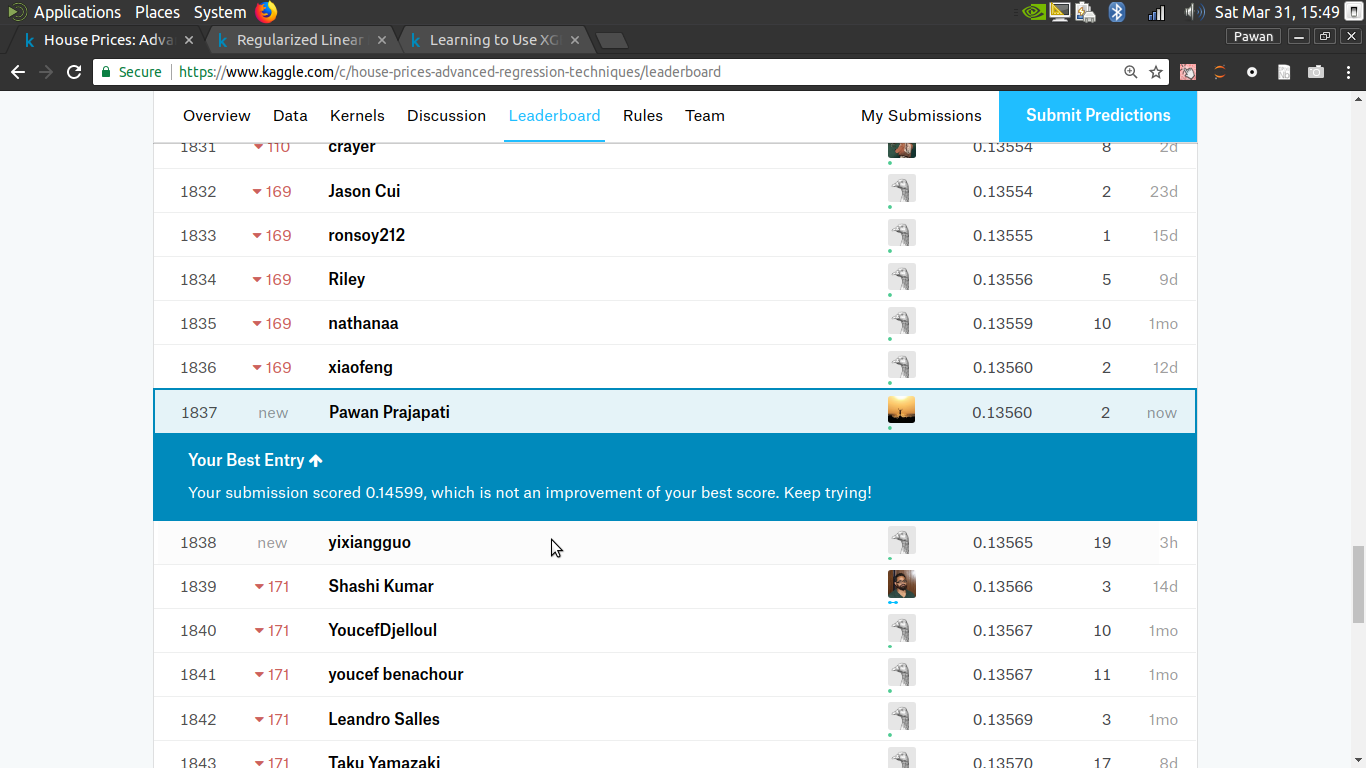 Applications Places System Sat Mar 31, 15:49
House Prices: Adva Regularized Linear Learning to Use XG Pawan
Secure https://www.kaggle.com/c/house-prices-advanced-regression-techniques/leaderboard
Overview Data Kernels Discussion Leaderboard Rules Team My Submissions Submit Predictions
1831 110 crayer 0.13554 8 2d
1832 169 Jason Cui 0.13554 2 23d
1833 169 ronsoy212 0.13555 1 15d
1834 169 Riley 0.13556 5 9d
1835 169 nathanaa 0.13559 10 1mo
1836 169 xiaofeng 0.13560 2 12d
1837 new Pawan Prajapati 0.13560 2 now
Your Best Entry
Your submission scored 0.14599, which is not an improvement of your best score. Keep trying!
1838 new yixiangguo 0.13565 19 3h
1839 171 Shashi Kumar 0.13566 3 14d
1840 171 YoucefDjelloul 0.13567 10 1mo
1841 171 youcef benachour 0.13567 11 1mo
1842 171 Leandro Salles 0.13569 3 1mo
1843 171 Taku Yamazaki 0.13570 17 8d